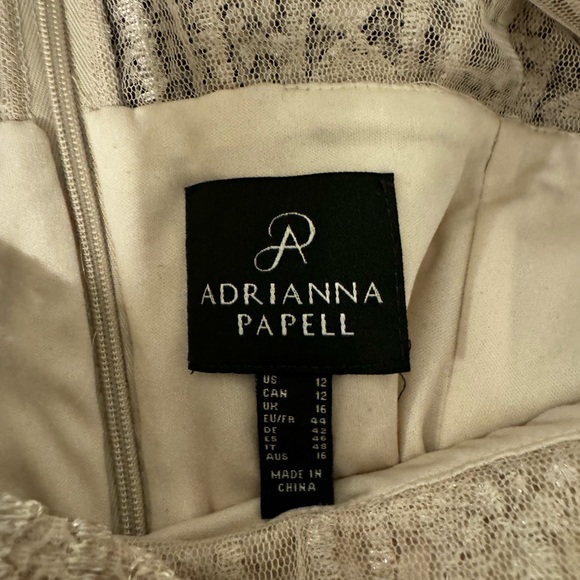 AP
ADRIANNA
PAPELL
US 12
CAN 12
UK 16
EU/FR 44
DE 42
ES 46
IT 48
AUS 16
MADE IN
CHINA